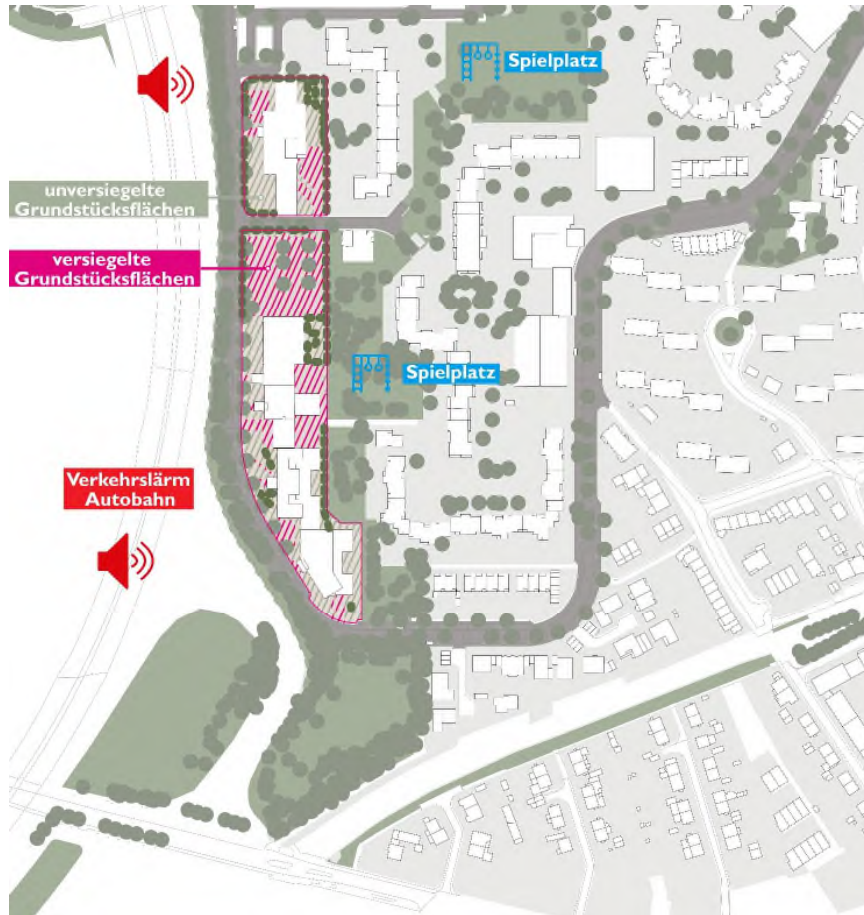 Spielplatz
unversiegelte
Grundstücksflächen
versiegelte
Grundstücksflächen
Spielplatz
Verkehrslärm
Autobahn